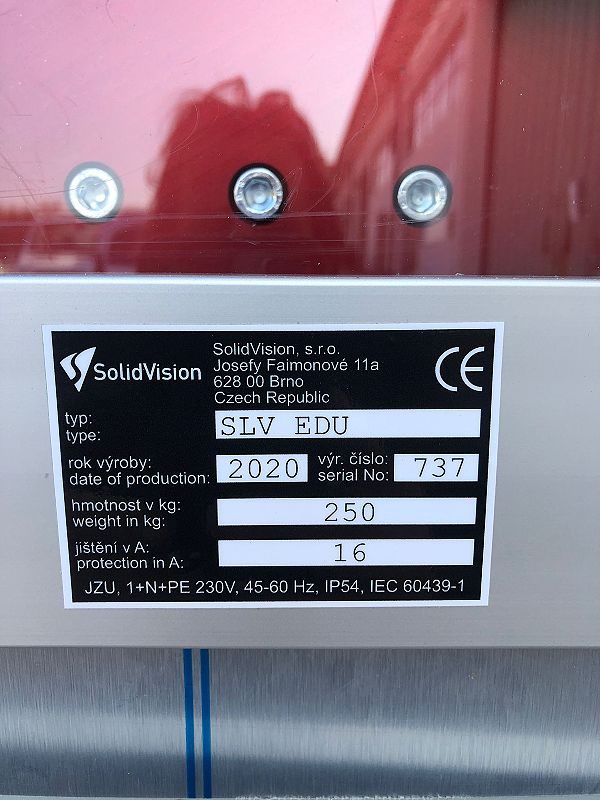 SolidVision
SolidVision, s.r.o.
Josefy Faimonové 11a
628 00 Brno
Czech Republic
CE
typ:
type:
SLV EDU
rok výroby:
date of production:
2020
výr. číslo:
serial No:
737
hmotnost v kg:
weight in kg:
250
jištění v A:
protection in A:
16
JZU, 1+N+PE 230V, 45-60 Hz, IP54, IEC 60439-1